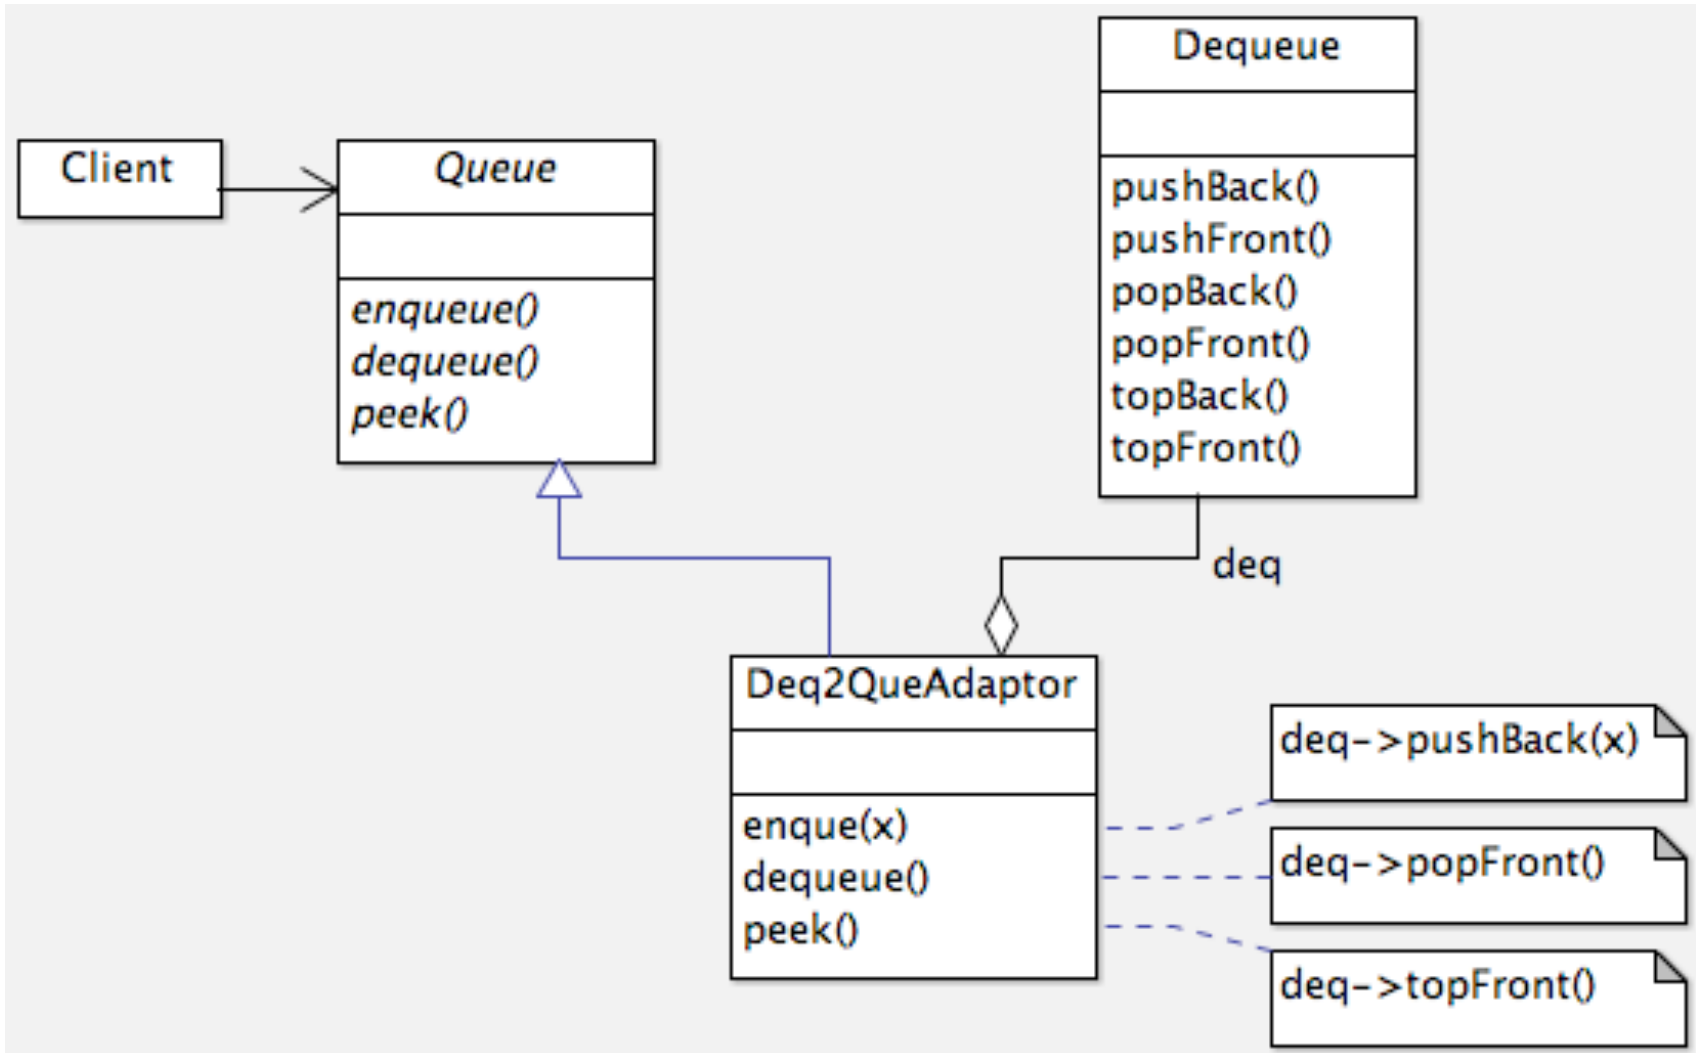 Client
Queue
enqueue()
dequeue()
peek()
Dequeue
pushBack()
pushFront()
popBack()
popFront()
topBack()
topFront()
deq
Deq2QueAdaptor
enque(x)
dequeue()
peek()
deq->pushBack(x)
deq->popFront()
deq->topFront()